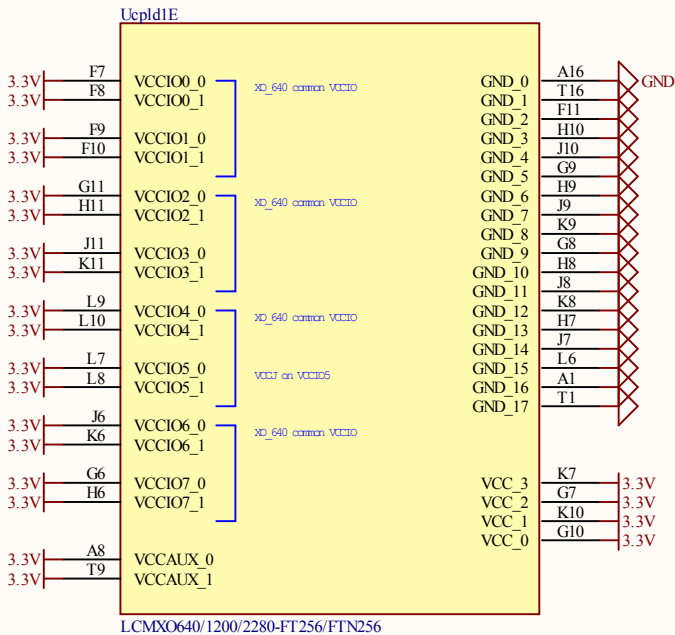 Ucpld1E
3.3V F7 VCCIO0_0 XO_640 common VCCIO GND_0 A16 GND
3.3V F8 VCCIO0_1 GND_1 T16
GND_2 F11
3.3V F9 VCCIO1_0 GND_3 H10
3.3V F10 VCCIO1_1 GND_4 J10
GND_5 G9
3.3V G11 VCCIO2_0 XO_640 common VCCIO GND_6 H9
3.3V H11 VCCIO2_1 GND_7 J9
GND_8 K9
3.3V J11 VCCIO3_0 GND_9 G8
3.3V K11 VCCIO3_1 GND_10 H8
GND_11 J8
3.3V L9 VCCIO4_0 XO_640 common VCCIO GND_12 K8
3.3V L10 VCCIO4_1 GND_13 H7
GND_14 J7
3.3V L7 VCCIO5_0 VCCJ on VCCIO5 GND_15 L6
3.3V L8 VCCIO5_1 GND_16 A1
GND_17 T1
3.3V J6 VCCIO6_0 XO_640 common VCCIO
3.3V K6 VCCIO6_1
3.3V G6 VCCIO7_0 VCC_3 K7 3.3V
3.3V H6 VCCIO7_1 VCC_2 G7 3.3V
VCC_1 K10 3.3V
VCC_0 G10 3.3V
3.3V A8 VCCAUX_0
3.3V T9 VCCAUX_1
LCMXO640/1200/2280-FT256/FTN256